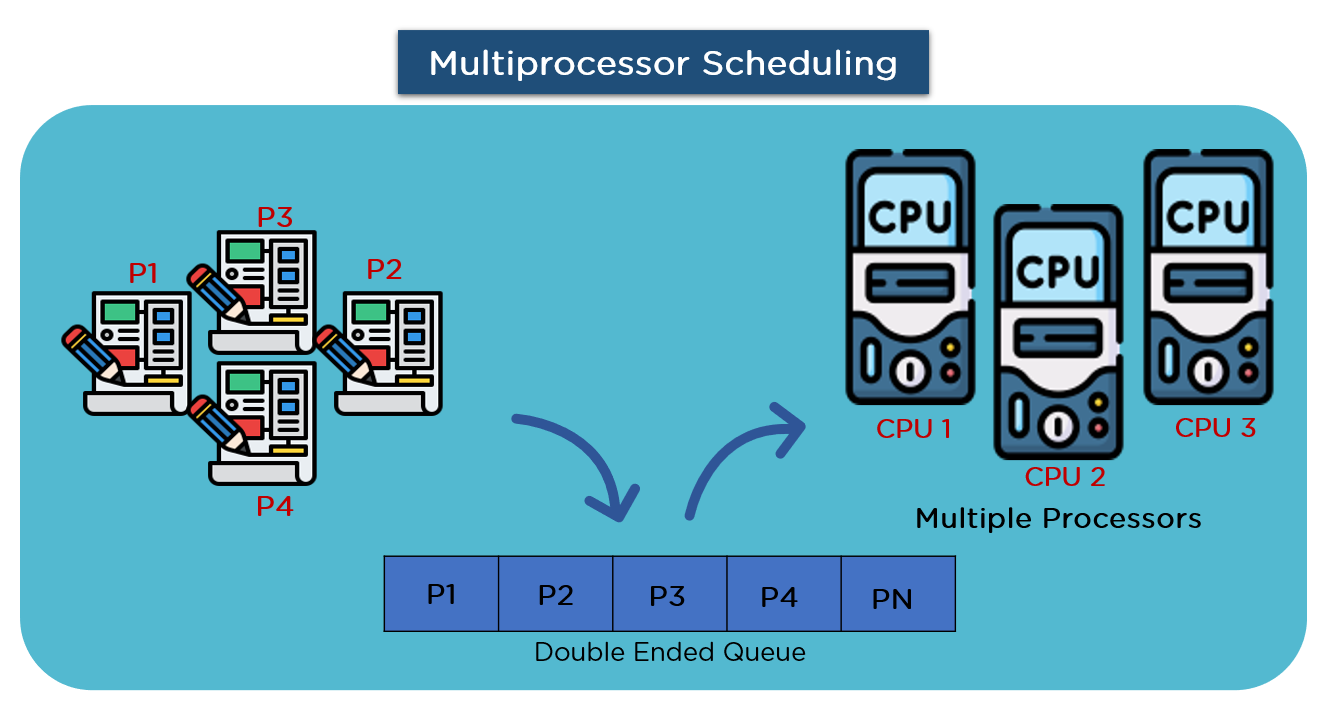 Multiprocessor Scheduling
P3
P1
P2
P4
CPU
CPU
CPU
CPU 1
CPU 2
CPU 3
Multiple Processors
P1 P2 P3 P4 PN
Double Ended Queue